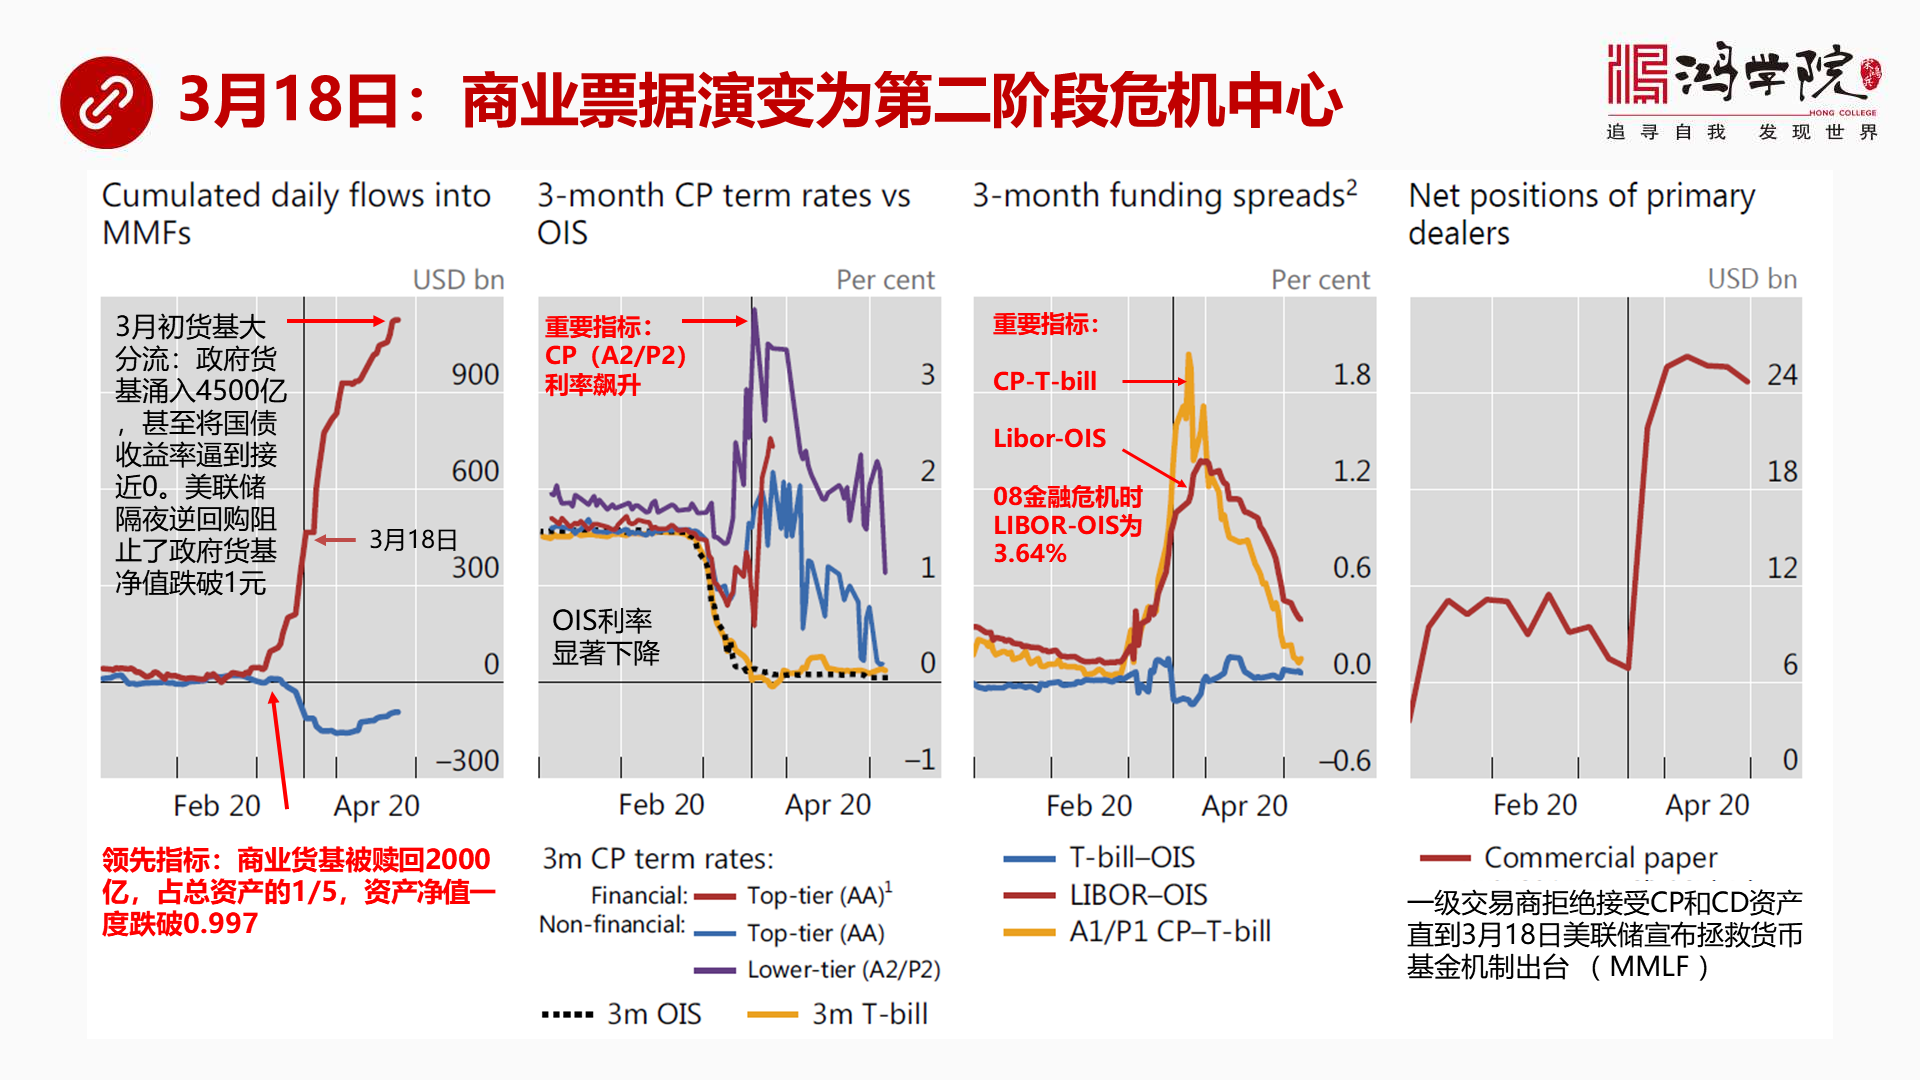 3月18日：商业票据演变为第二阶段危机中心
鸿学院
HONG COLLEGE
追寻自我 发现世界
Cumulated daily flows into
MMFs
USD bn
3月初货基大
分流：政府货
基涌入4500亿
，甚至将国债
收益率逼到接
近0。美联储
隔夜逆回购阻
止了政府货基
净值跌破1元
3月18日
900
600
300
0
–300
Feb 20
Apr 20
领先指标：商业货基被赎回2000
亿，占总资产的1/5，资产净值一
度跌破0.997
3-month CP term rates vs
OIS
Per cent
重要指标：
CP（A2/P2）
利率飙升
OIS利率
显著下降
3
2
1
0
–1
Feb 20
Apr 20
3m CP term rates:
Financial: Top-tier (AA)1
Non-financial: Top-tier (AA)
Lower-tier (A2/P2)
3m OIS
3m T-bill
3-month funding spreads2
Per cent
重要指标：
CP-T-bill
Libor-OIS
08金融危机时
LIBOR-OIS为
3.64%
1.8
1.2
0.6
0.0
–0.6
Feb 20
Apr 20
T-bill–OIS
LIBOR–OIS
A1/P1 CP–T-bill
Net positions of primary
dealers
USD bn
24
18
12
6
0
Feb 20
Apr 20
Commercial paper
一级交易商拒绝接受CP和CD资产
直到3月18日美联储宣布拯救货币
基金机制出台 （MMLF）